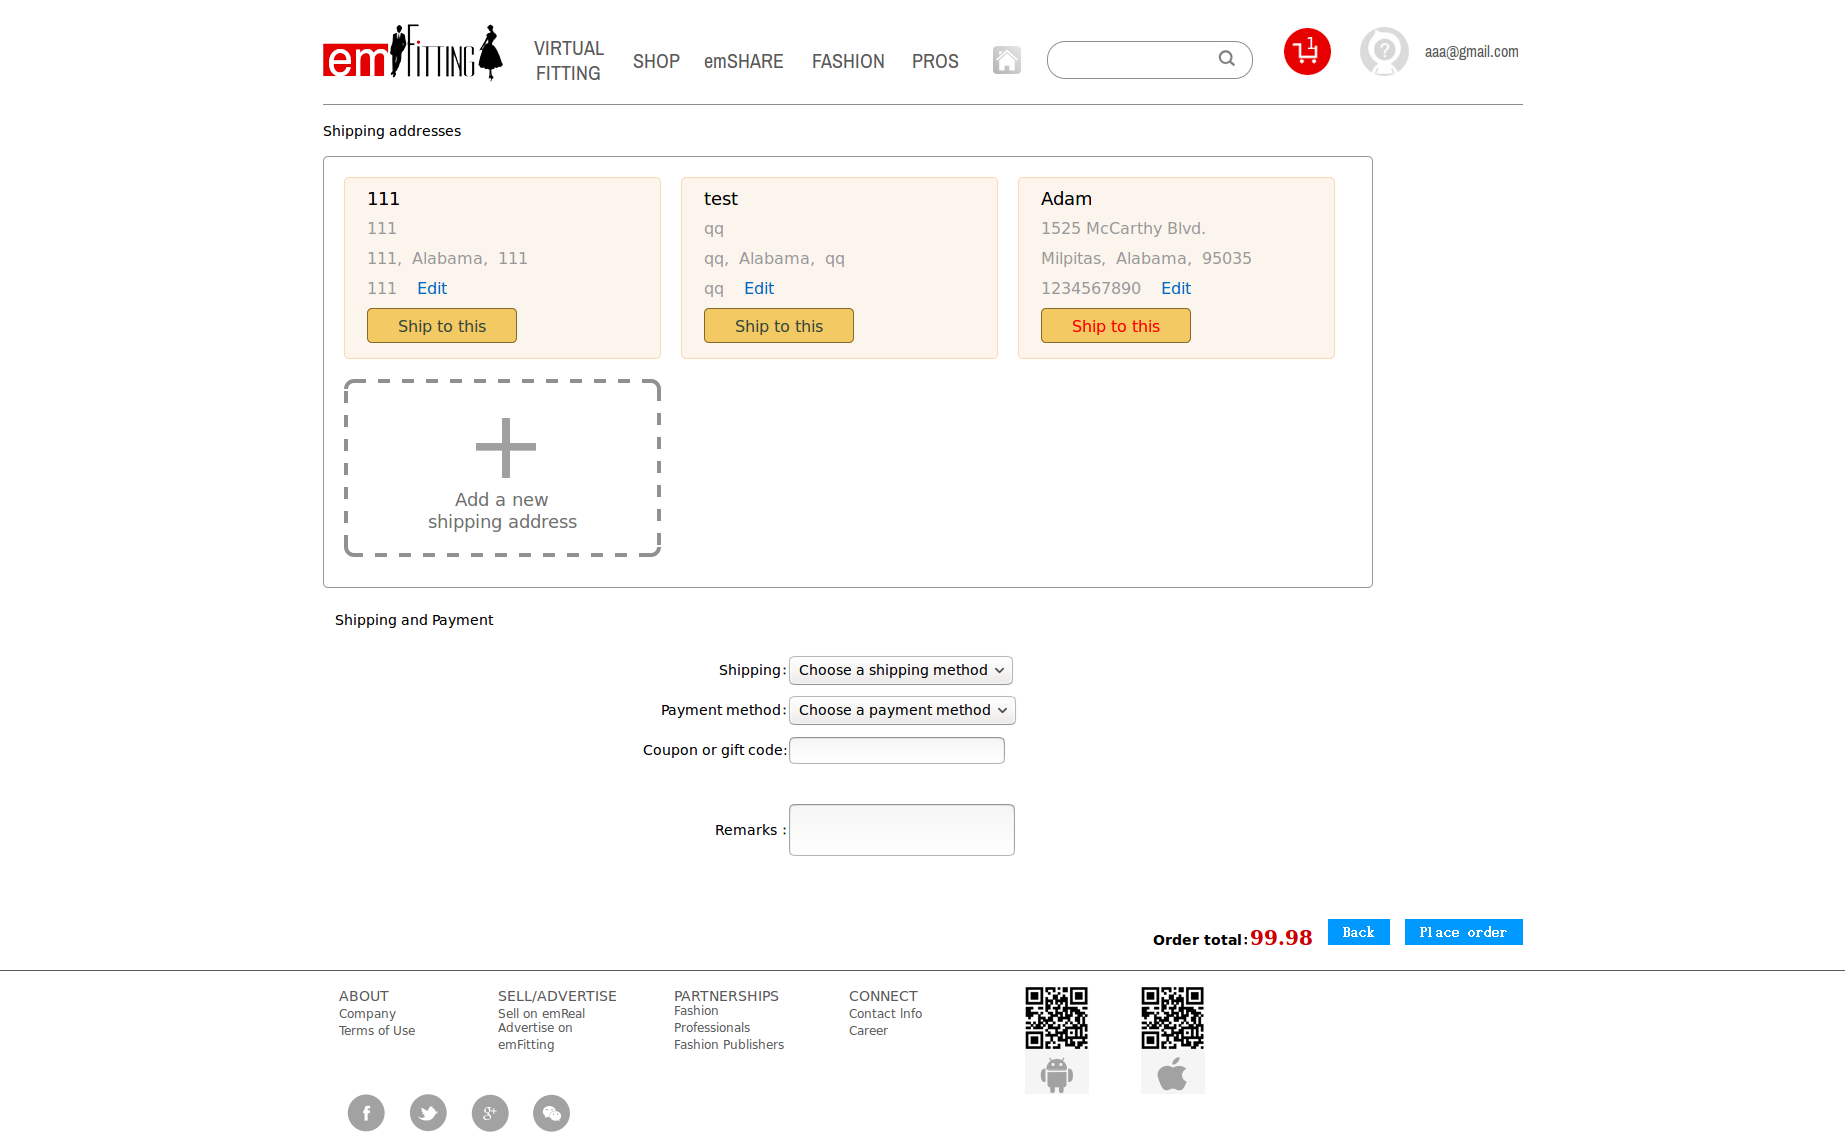 emFITTING
VIRTUAL
FITTING
SHOP
emSHARE
FASHION
PROS
1
?
aaa@gmail.com
Shipping addresses
111
111
111, Alabama, 111
111 Edit
Ship to this
test
qq
qq, Alabama, qq
qq Edit
Ship to this
Adam
1525 McCarthy Blvd.
Milpitas, Alabama, 95035
1234567890 Edit
Ship to this
Add a new
shipping address
Shipping and Payment
Shipping: Choose a shipping method
Payment method: Choose a payment method
Coupon or gift code:
Remarks :
Order total:99.98
Back
Place order
ABOUT
Company
Terms of Use
SELL/ADVERTISE
Sell on emReal
Advertise on
emFitting
PARTNERSHIPS
Fashion
Professionals
Fashion Publishers
CONNECT
Contact Info
Career
f
g+